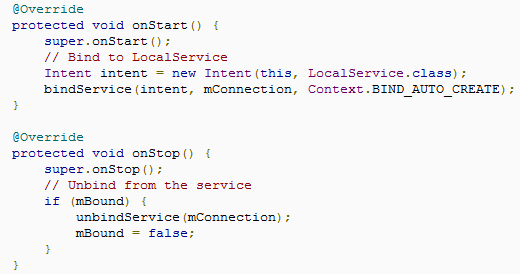 @Override
protected void onStart() {
    super.onStart();
    // Bind to LocalService
    Intent intent = new Intent(this, LocalService.class);
    bindService(intent, mConnection, Context.BIND_AUTO_CREATE);
}

@Override
protected void onStop() {
    super.onStop();
    // Unbind from the service
    if (mBound) {
        unbindService(mConnection);
        mBound = false;
    }
}